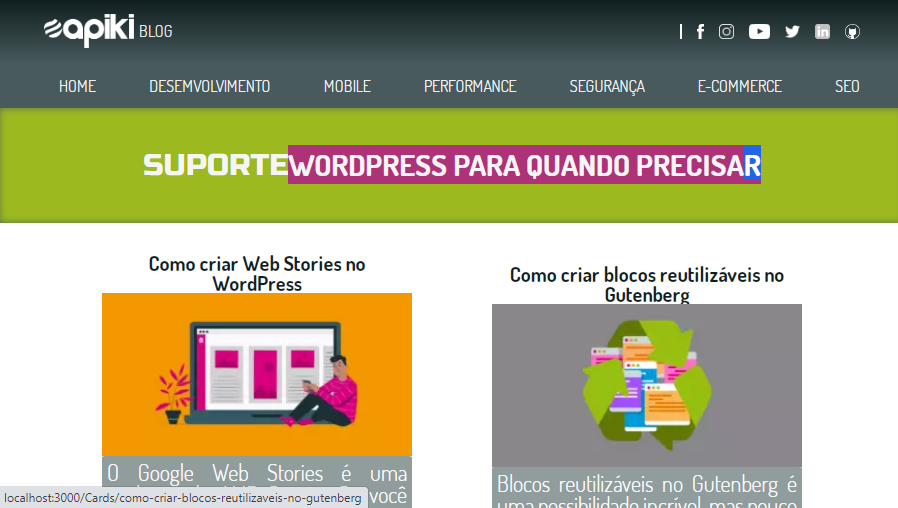 apiki BLOG
HOME DESEMVOLVIMENTO MOBILE PERFORMANCE SEGURANÇA E-COMMERCE SEO
SUPORTE WORDPRESS PARA QUANDO PRECISAR
Como criar Web Stories no
WordPress
Como criar blocos reutilizáveis no
Gutenberg
O Google Web Stories é uma
você
Blocos reutilizáveis no Gutenberg é
uma possibilidade incrível, mas pouco
localhost:3000/Cards/como-criar-blocos-reutilizaveis-no-gutenberg